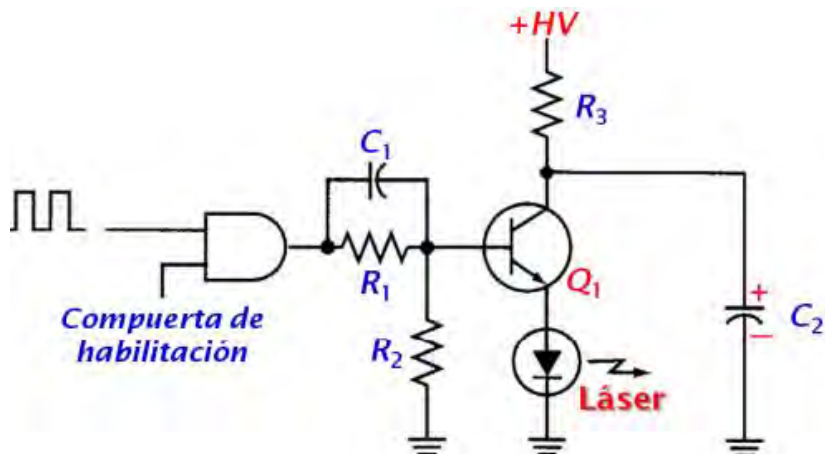 +HV
R₃
C₁
R₁
Q₁
Compuerta de
habilitación
R₂
Láser
+
C₂
−